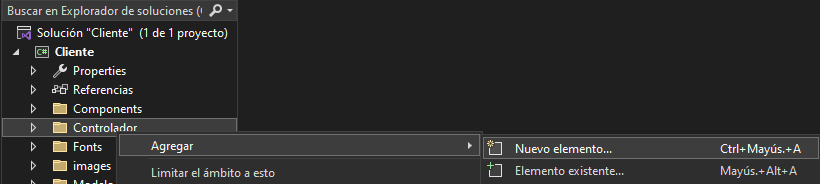 Buscar en Explorador de soluciones (
Solución "Cliente" (1 de 1 proyecto)
Cliente
Properties
Referencias
Components
Controlador
Agregar
Nuevo elemento... Ctrl+Mayús.+A
Fonts
Elemento existente... Mayús.+Alt+A
images
Limitar el ámbito a esto